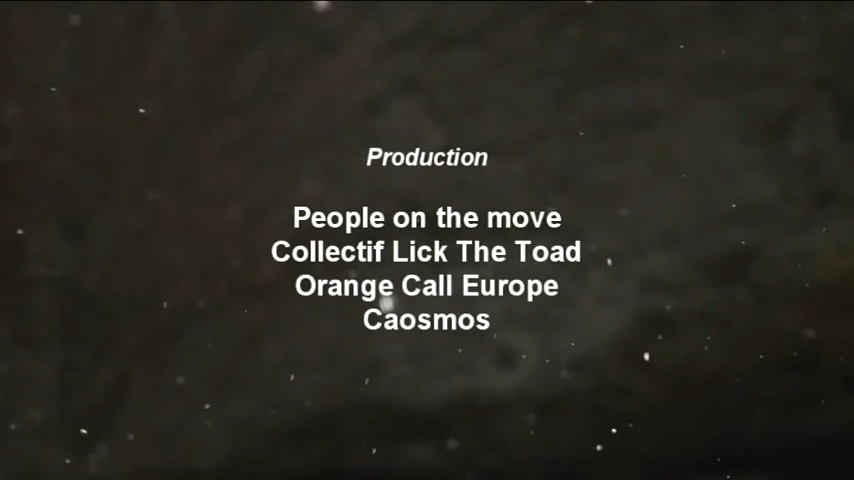 Production
People on the move
Collectif Lick The Toad
Orange Call Europe
Caosmos